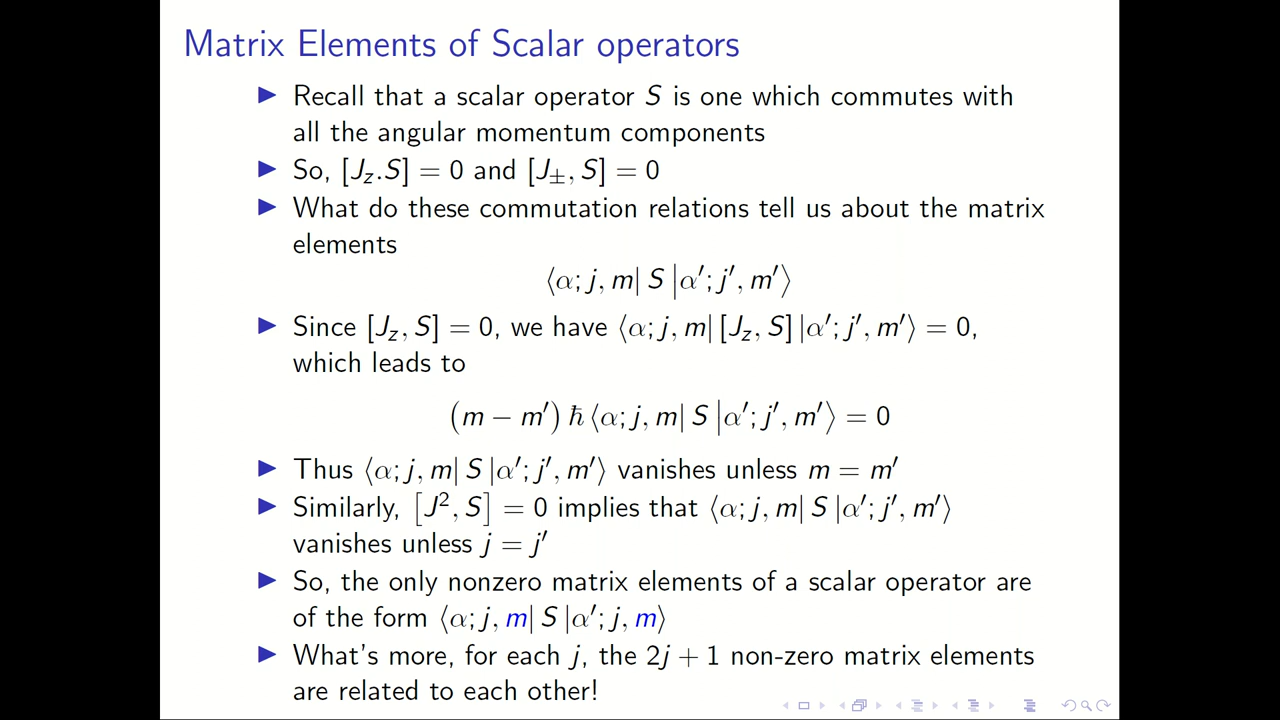 Matrix Elements of Scalar operators
▶ Recall that a scalar operator S is one which commutes with
all the angular momentum components
▶ So, [J_z.S] = 0 and [J_±, S] = 0
▶ What do these commutation relations tell us about the matrix
elements
⟨α; j, m| S |α′; j′, m′⟩
▶ Since [J_z, S] = 0, we have ⟨α; j, m| [J_z, S] |α′; j′, m′⟩ = 0,
which leads to
(m − m′) ħ ⟨α; j, m| S |α′; j′, m′⟩ = 0
▶ Thus ⟨α; j, m| S |α′; j′, m′⟩ vanishes unless m = m′
▶ Similarly, [J², S] = 0 implies that ⟨α; j, m| S |α′; j′, m′⟩
vanishes unless j = j′
▶ So, the only nonzero matrix elements of a scalar operator are
of the form ⟨α; j, m| S |α′; j, m⟩
▶ What's more, for each j, the 2j + 1 non-zero matrix elements
are related to each other!